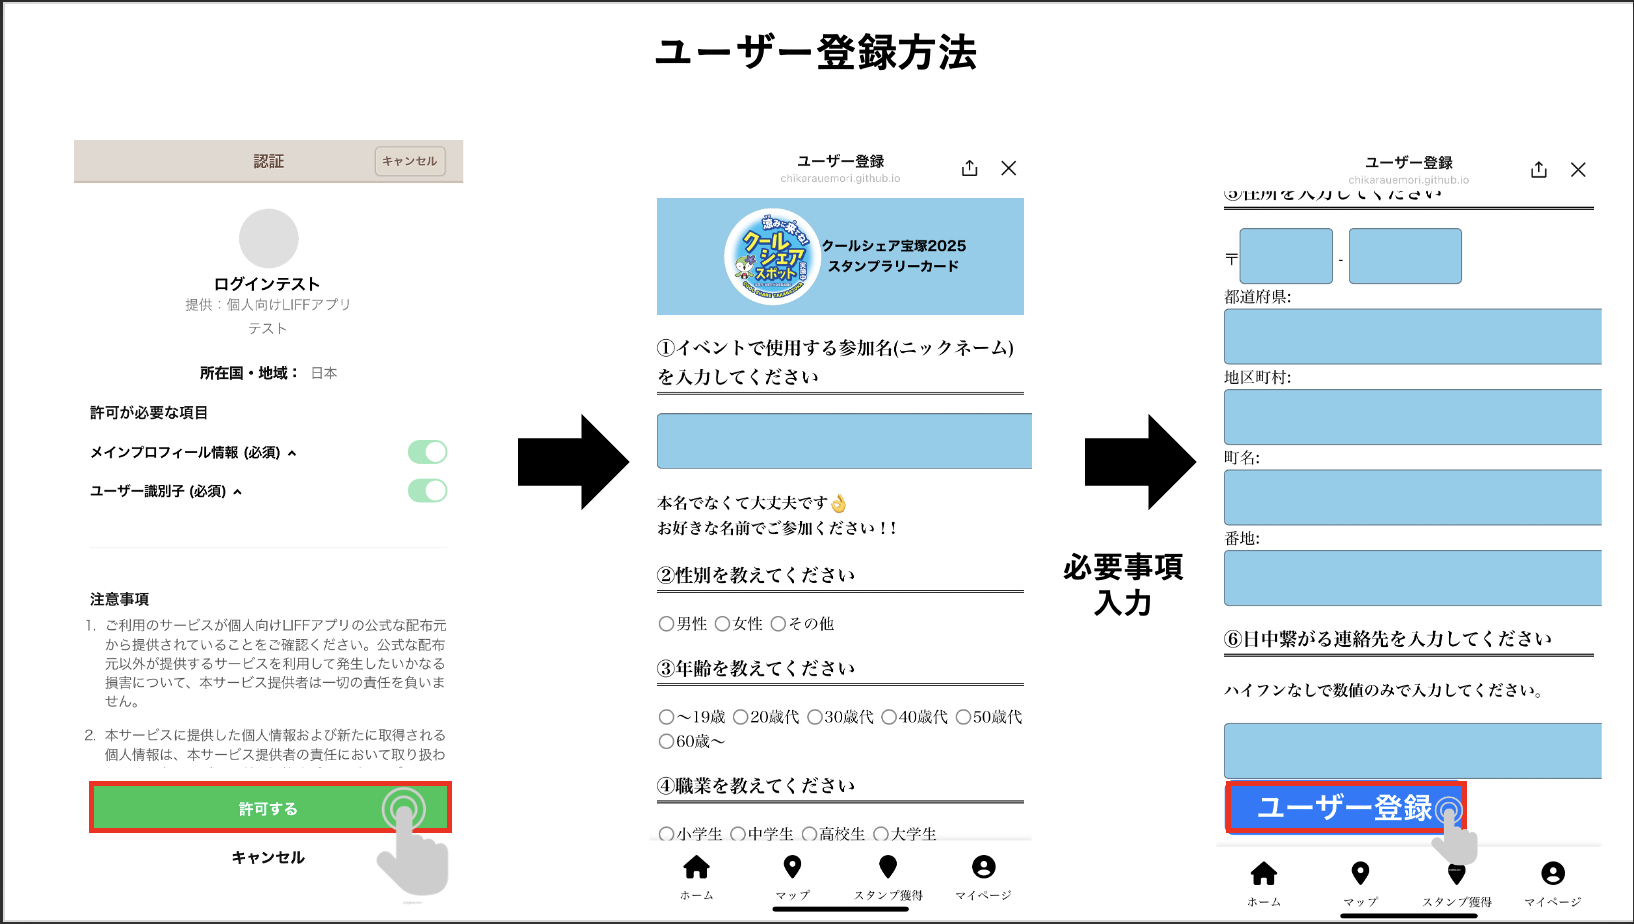 ユーザー登録方法
認証
キャンセル
ログインテスト
提供：個人向けLIFFアプリ
テスト
所在国・地域： 日本
許可が必要な項目
メインプロフィール情報 (必須)
ユーザー識別子 (必須)
注意事項
1. ご利用のサービスが個人向けLIFFアプリの公式な配布元
から提供されていることをご確認ください。公式な配布
元以外が提供するサービスを利用して発生したいかなる
損害について、本サービス提供者は一切の責任を負いま
せん。
2. 本サービスに提供した個人情報および新たに取得される
個人情報は、本サービス提供者の責任において取り扱わ
許可する
キャンセル
ユーザー登録
chikarauemori.github.io
涼みに来てね!
クール
シェア
スポット
実施中
COOL SHARE TAKARAZUKA
クールシェア宝塚2025
スタンプラリーカード
①イベントで使用する参加名(ニックネーム)
を入力してください
本名でなくて大丈夫です👌
お好きな名前でご参加ください！!
②性別を教えてください
男性 女性 その他
③年齢を教えてください
〜19歳 20歳代 30歳代 40歳代 50歳代
60歳〜
④職業を教えてください
小学生 中学生 高校生 大学生
ホーム マップ スタンプ獲得 マイページ
必要事項
入力
ユーザー登録
chikarauemori.github.io
⑤住所を入力してください
〒 -
都道府県:
地区町村:
町名:
番地:
⑥日中繋がる連絡先を入力してください
ハイフンなしで数値のみで入力してください。
ユーザー登録
ホーム マップ スタンプ獲得 マイページ